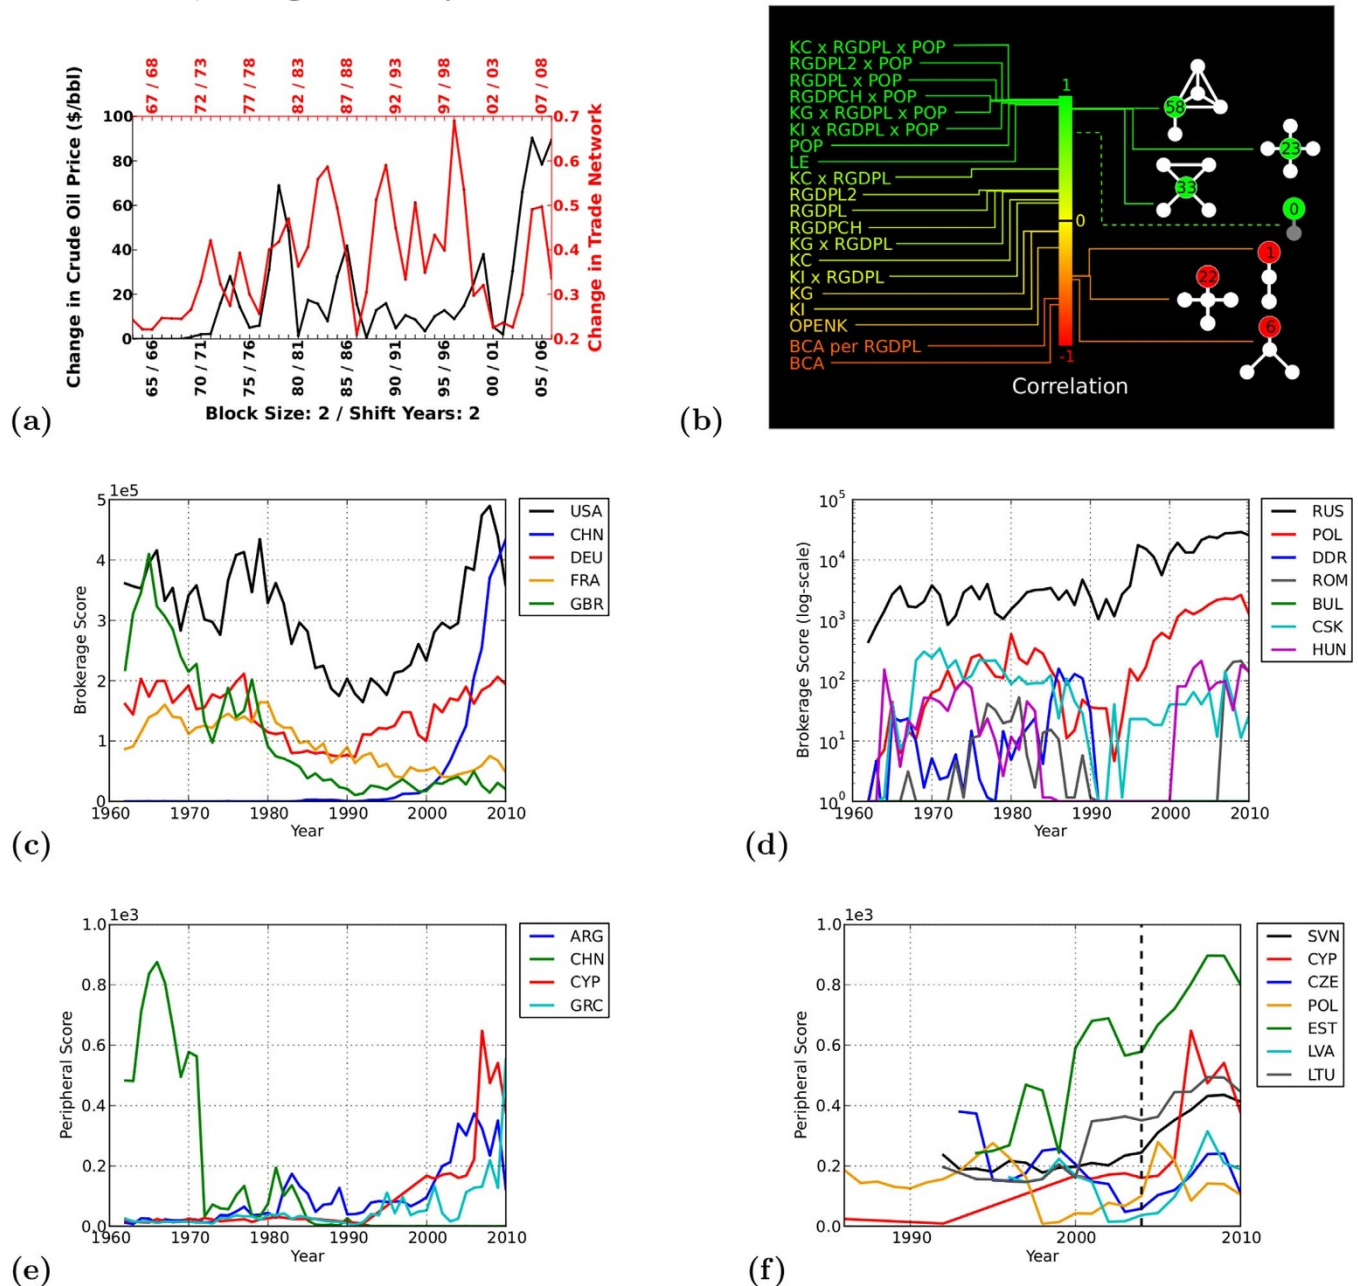 67 / 68
72 / 73
77 / 78
82 / 83
87 / 88
92 / 93
97 / 98
02 / 03
07 / 08
Change in Crude Oil Price ($/bbl)
100
80
60
40
20
0
0.7
0.6
0.5
0.4
0.3
0.2
Change in Trade Network
65 / 66
70 / 71
75 / 76
80 / 81
85 / 86
90 / 91
95 / 96
00 / 01
05 / 06
Block Size: 2 / Shift Years: 2
(a)
KC x RGDPL x POP
RGDPL2 x POP
RGDPL x POP
RGDPCH x POP
KG x RGDPL x POP
KI x RGDPL x POP
POP
LE
KC x RGDPL
RGDPL2
RGDPL
RGDPCH
KG x RGDPL
KC
KI x RGDPL
KG
KI
OPENK
BCA per RGDPL
BCA
1
0
-1
Correlation
58
23
33
0
1
22
6
(b)
1e5
5
4
3
2
1
0
Brokerage Score
1960 1970 1980 1990 2000 2010
Year
USA
CHN
DEU
FRA
GBR
(c)
10^5
10^4
10^3
10^2
10^1
10^0
Brokerage Score (log-scale)
1960 1970 1980 1990 2000 2010
Year
RUS
POL
DDR
ROM
BUL
CSK
HUN
(d)
1e3
1.0
0.8
0.6
0.4
0.2
0.0
Peripheral Score
1960 1970 1980 1990 2000 2010
Year
ARG
CHN
CYP
GRC
(e)
1e3
1.0
0.8
0.6
0.4
0.2
0.0
Peripheral Score
1990 2000 2010
Year
SVN
CYP
CZE
POL
EST
LVA
LTU
(f)